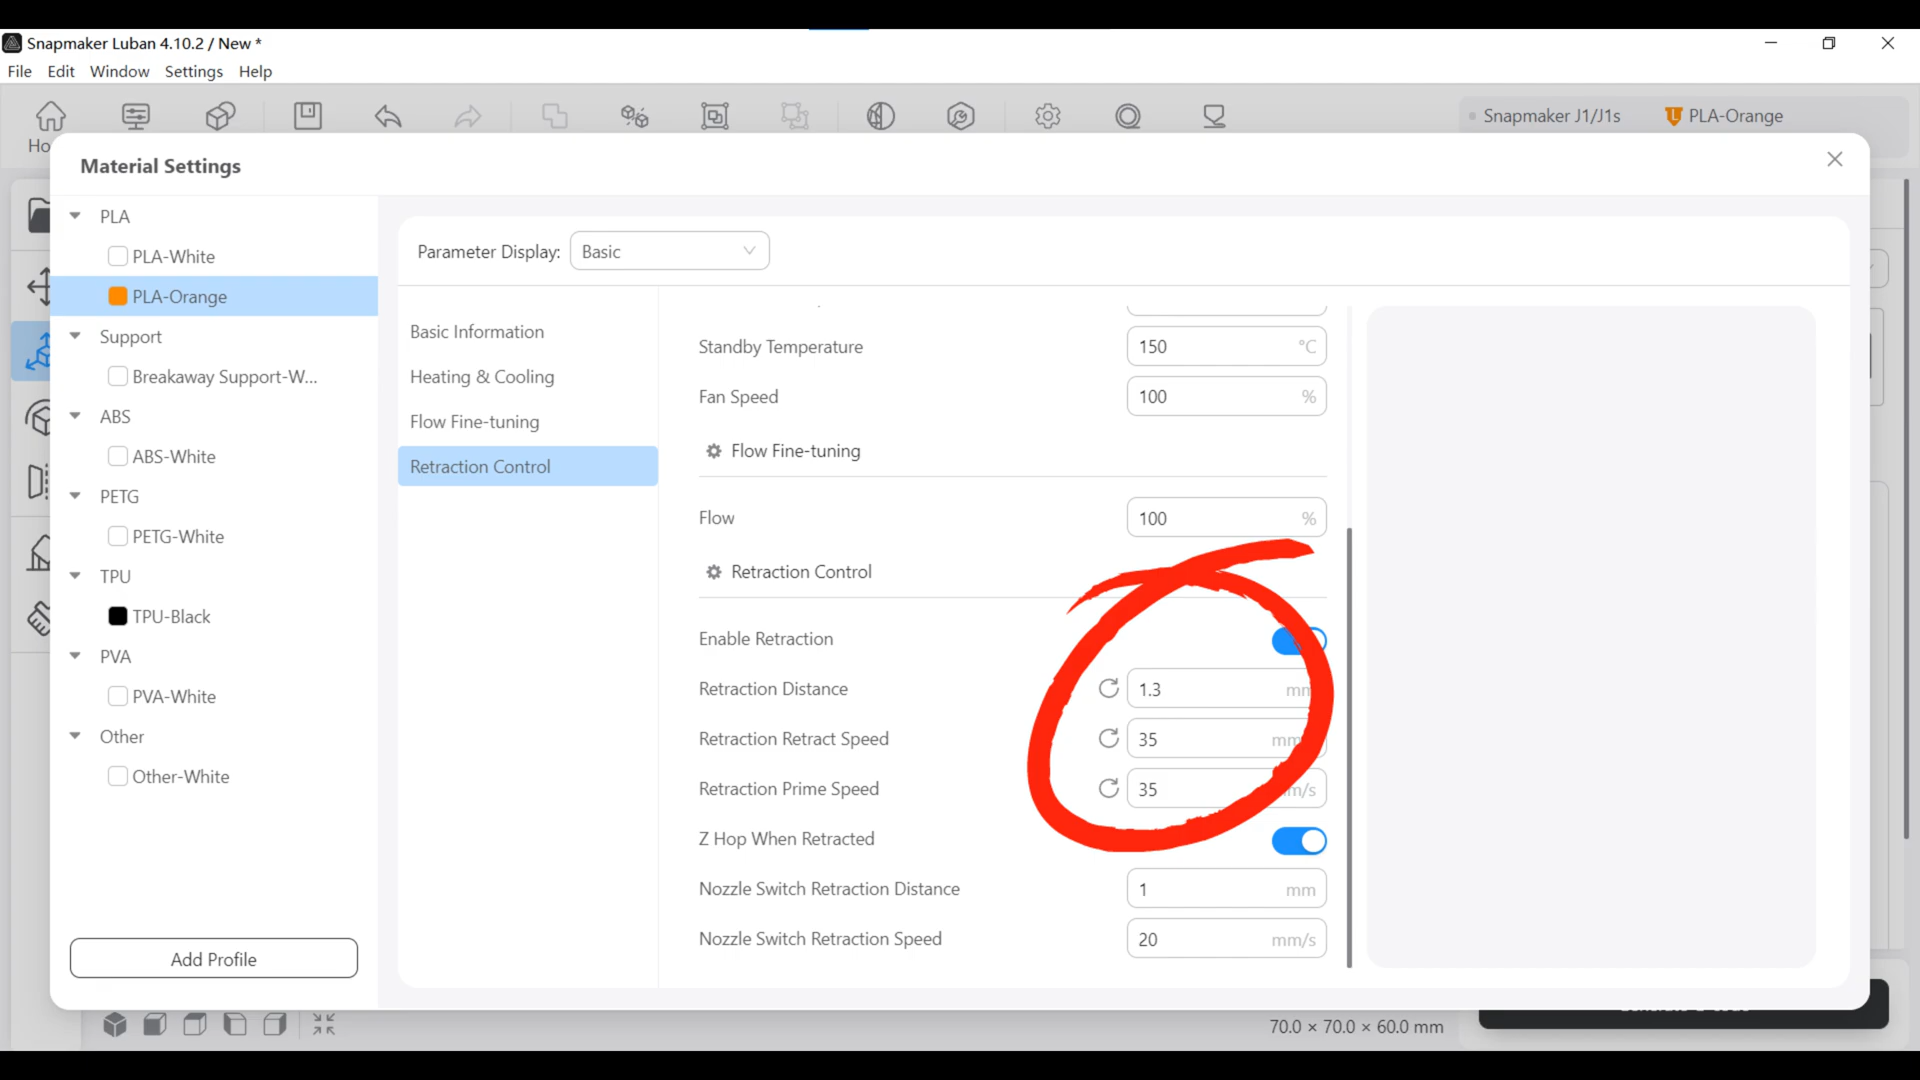 Snapmaker Luban 4.10.2 / New *
File Edit Window Settings Help
Snapmaker J1/J1s
L PLA-Orange
Material Settings
PLA
PLA-White
PLA-Orange
Support
Breakaway Support-W...
ABS
ABS-White
PETG
PETG-White
TPU
TPU-Black
PVA
PVA-White
Other
Other-White
Add Profile
Parameter Display: Basic
Basic Information
Heating & Cooling
Flow Fine-tuning
Retraction Control
Standby Temperature 150 °C
Fan Speed 100 %
Flow Fine-tuning
Flow 100 %
Retraction Control
Enable Retraction
Retraction Distance 1.3 mm
Retraction Retract Speed 35
Retraction Prime Speed 35
Z Hop When Retracted
Nozzle Switch Retraction Distance 1 mm
Nozzle Switch Retraction Speed 20 mm/s
70.0 × 70.0 × 60.0 mm